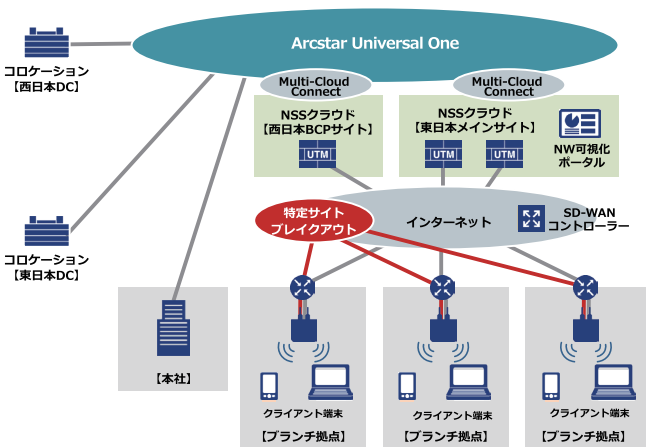 Arcstar Universal One
コロケーション
【西日本DC】
Multi-Cloud
Connect
Multi-Cloud
Connect
NSSクラウド
【西日本BCPサイト】
UTM
NSSクラウド
【東日本メインサイト】
UTM
UTM
NW可視化
ポータル
特定サイト
ブレイクアウト
インターネット
SD-WAN
コントローラー
コロケーション
【東日本DC】
【本社】
クライアント端末
【ブランチ拠点】
クライアント端末
【ブランチ拠点】
クライアント端末
【ブランチ拠点】